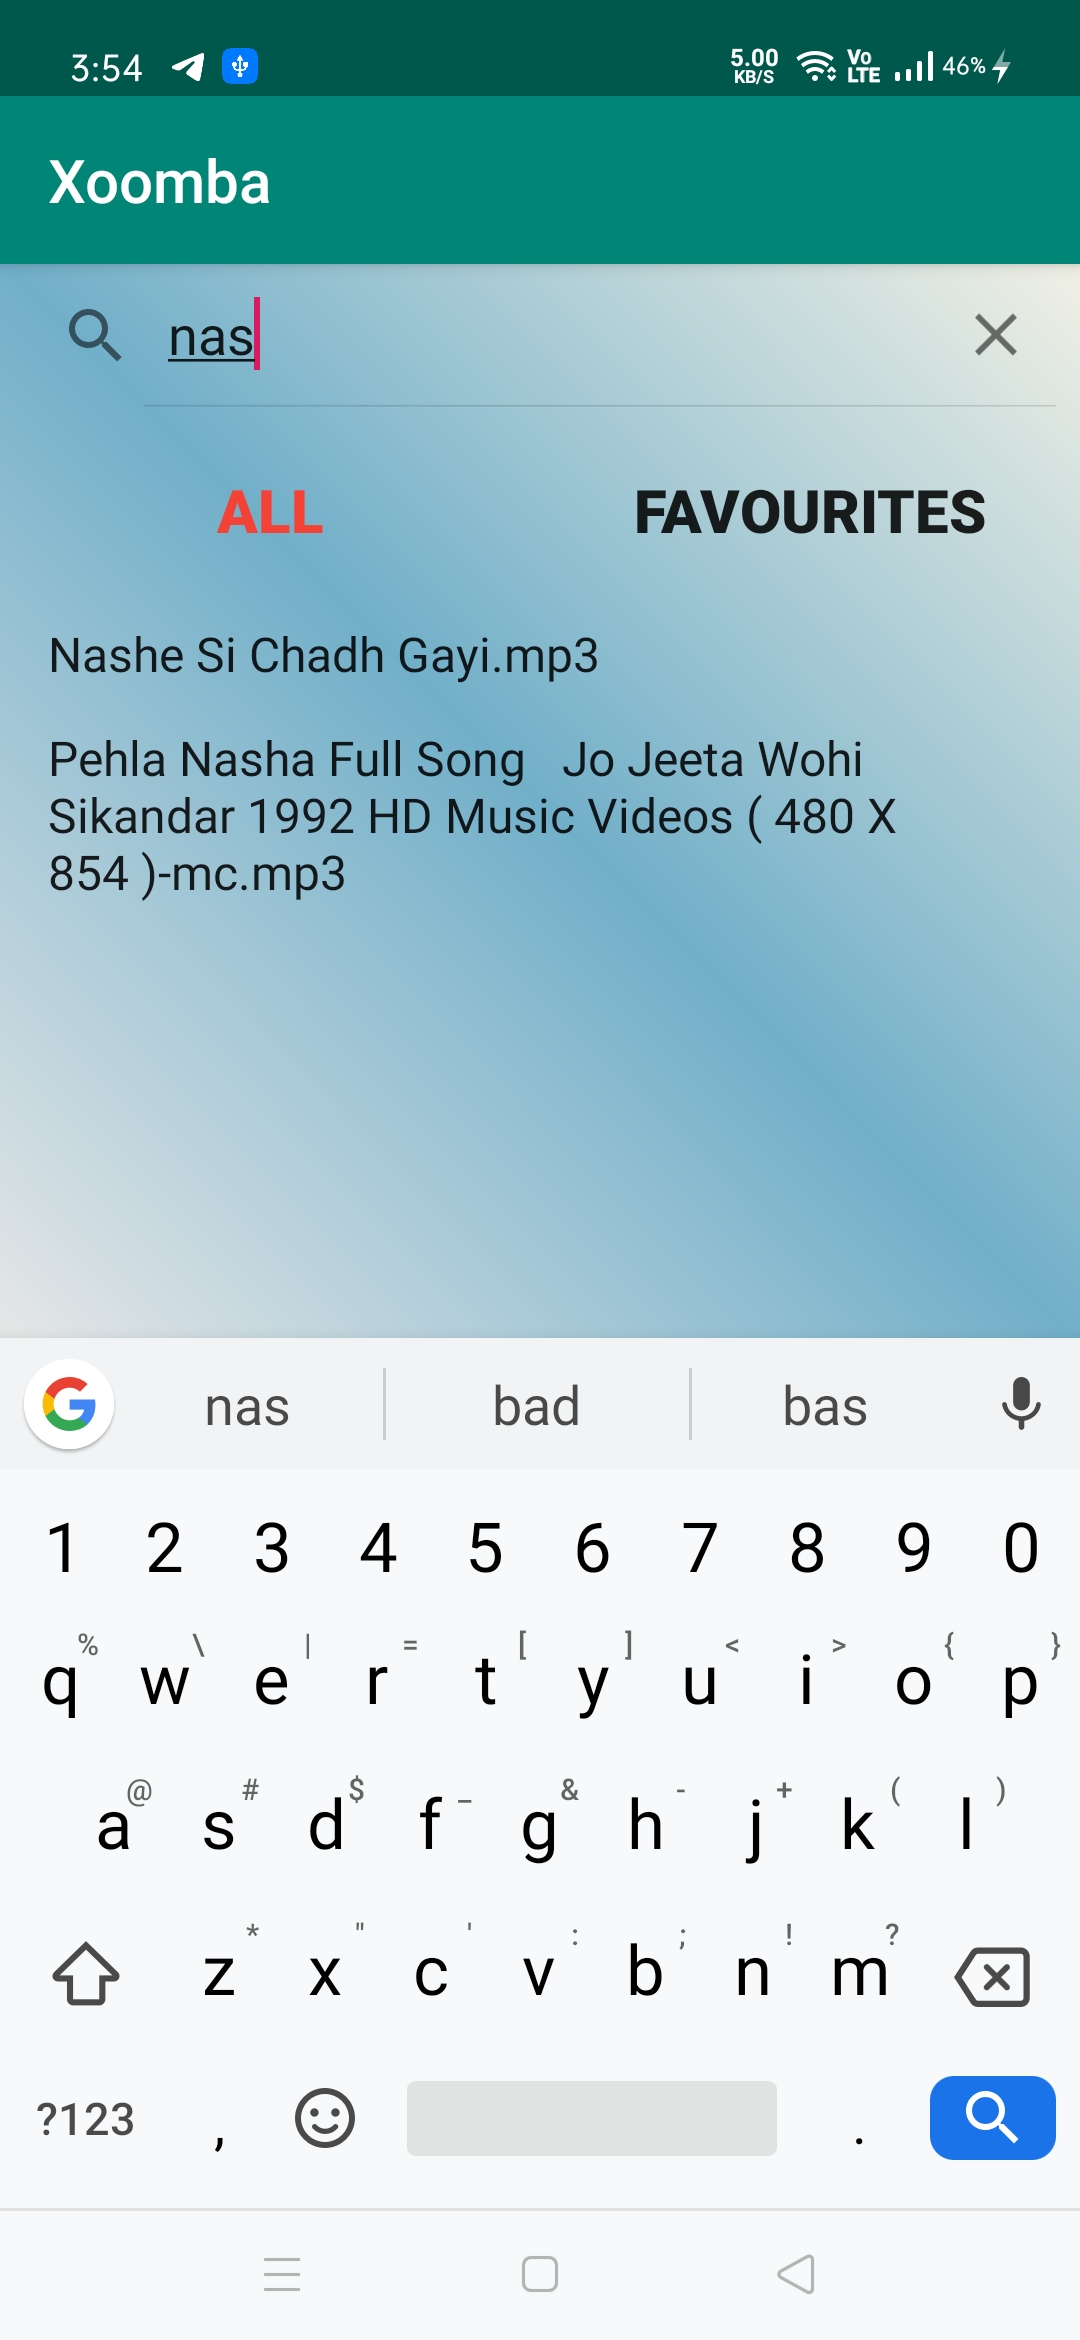 3:54
5.00 KB/S Vo LTE 46%
Xoomba
nas
ALL FAVOURITES
Nashe Si Chadh Gayi.mp3
Pehla Nasha Full Song   Jo Jeeta Wohi
Sikandar 1992 HD Music Videos ( 480 X
854 )-mc.mp3
G nas bad bas
1 2 3 4 5 6 7 8 9 0
% \ | = [ ] < > { }
q w e r t y u i o p
@ # $ _ & - + ( )
a s d f g h j k l
* " ' : ; ! ?
z x c v b n m
?123 , .